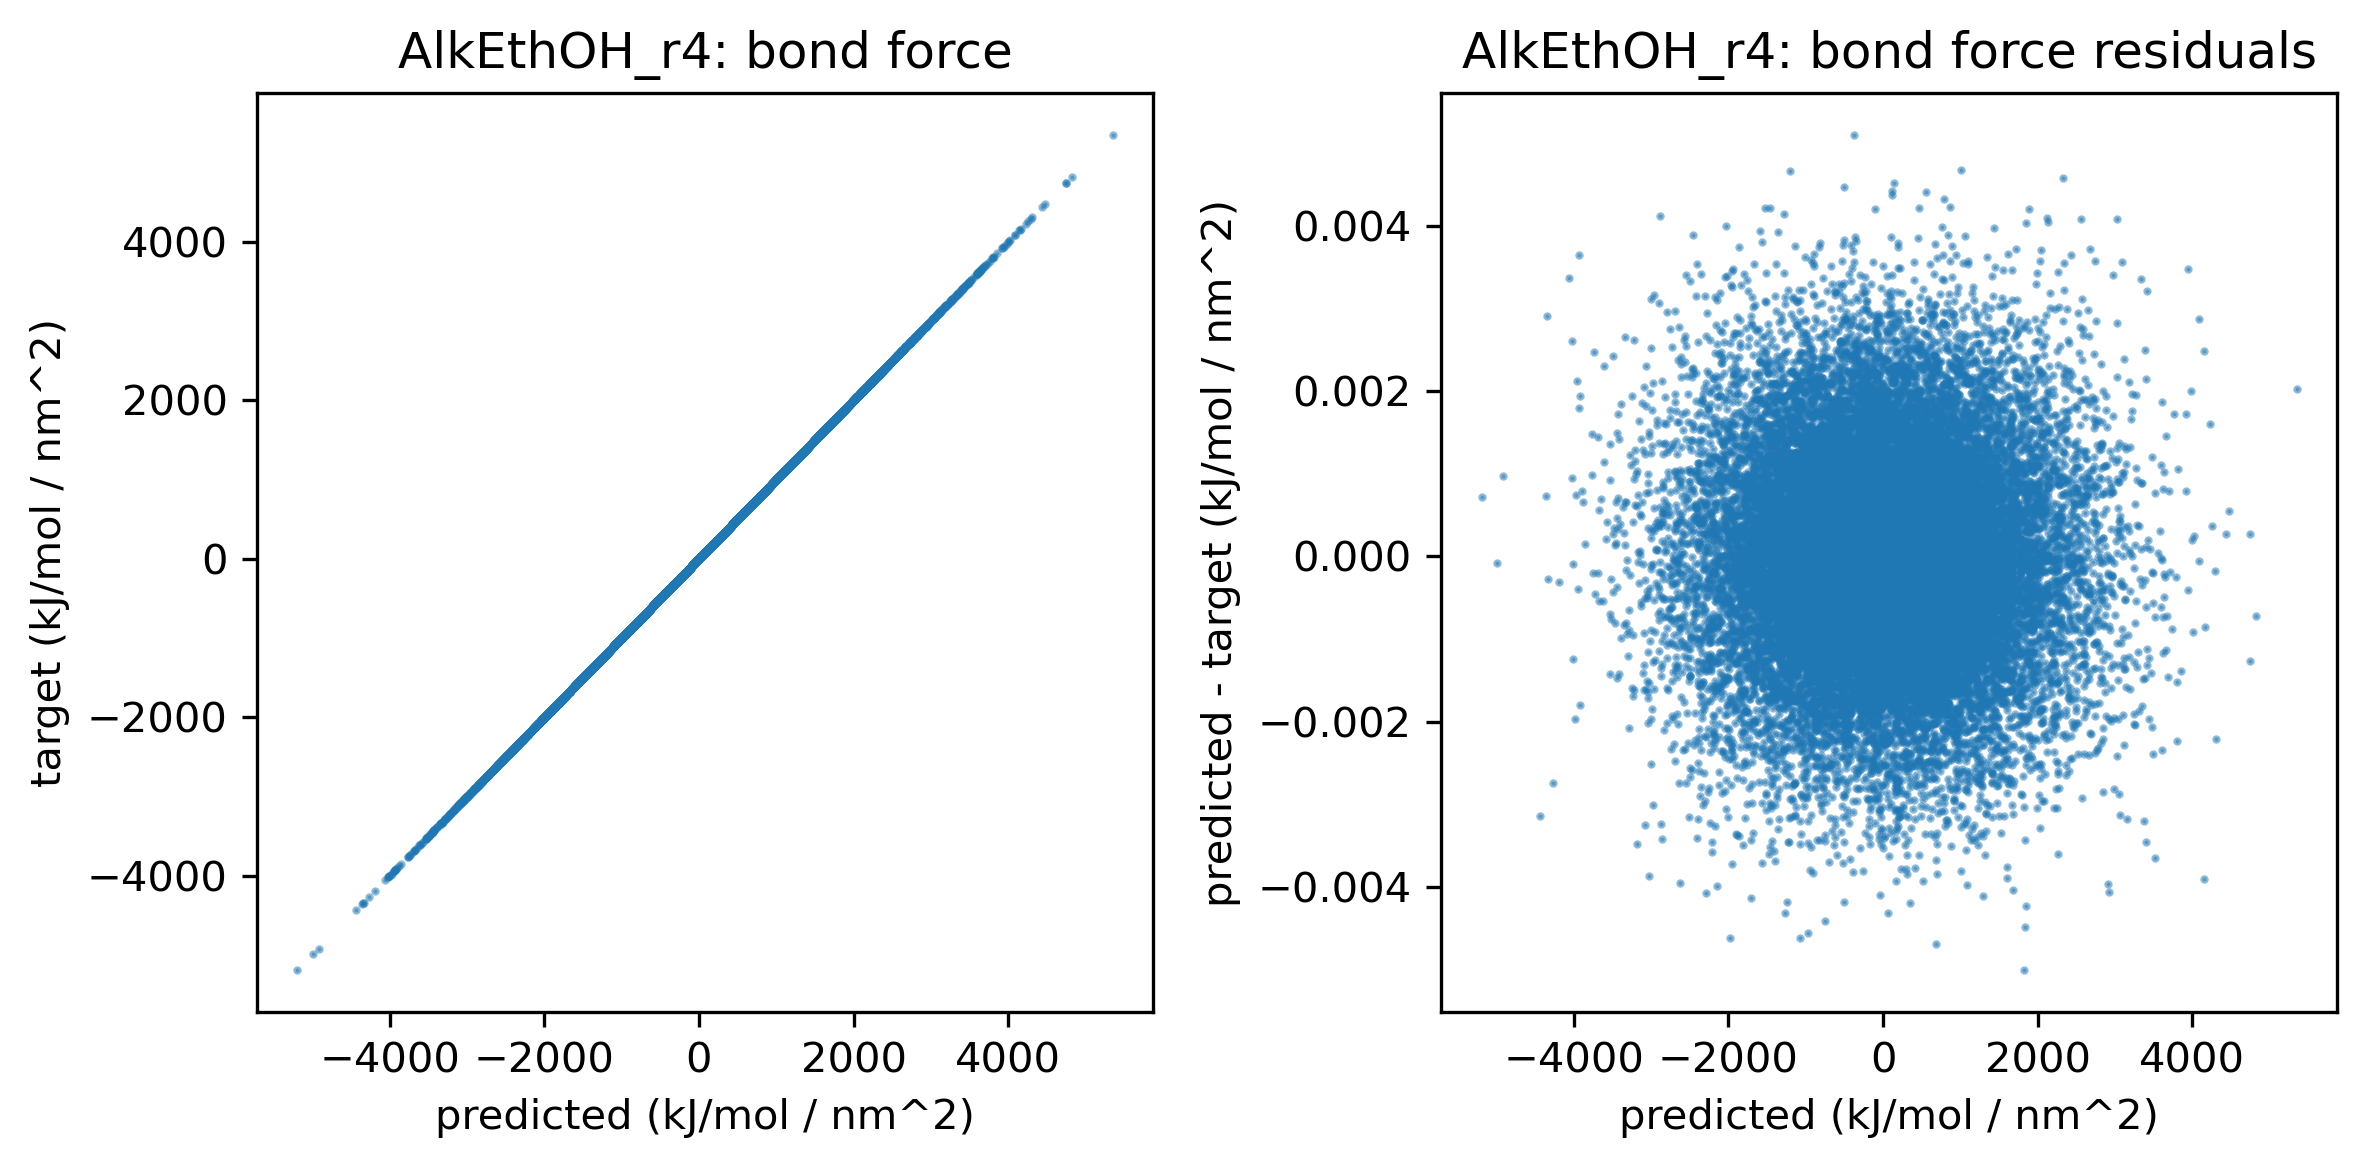 AlkEthOH_r4: bond force
target (kJ/mol / nm^2)
4000
2000
0
−2000
−4000
−4000 −2000 0 2000 4000
predicted (kJ/mol / nm^2)
AlkEthOH_r4: bond force residuals
predicted - target (kJ/mol / nm^2)
0.004
0.002
0.000
−0.002
−0.004
−4000 −2000 0 2000 4000
predicted (kJ/mol / nm^2)